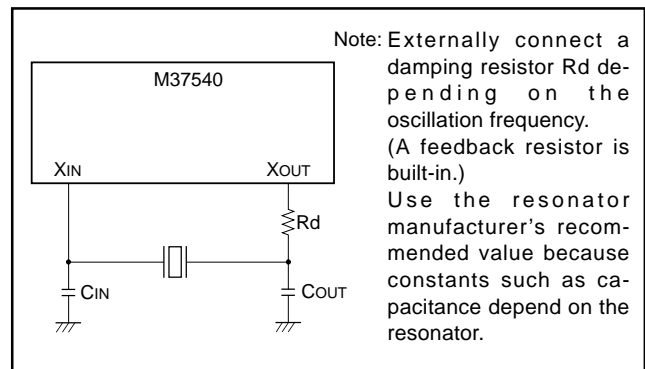 Note: Externally connect a
damping resistor Rd de-
pending on the
oscillation frequency.
(A feedback resistor is
built-in.)
Use the resonator
manufacturer's recom-
mended value because
constants such as ca-
pacitance depend on the
resonator.
M37540
XIN XOUT
Rd
CIN COUT